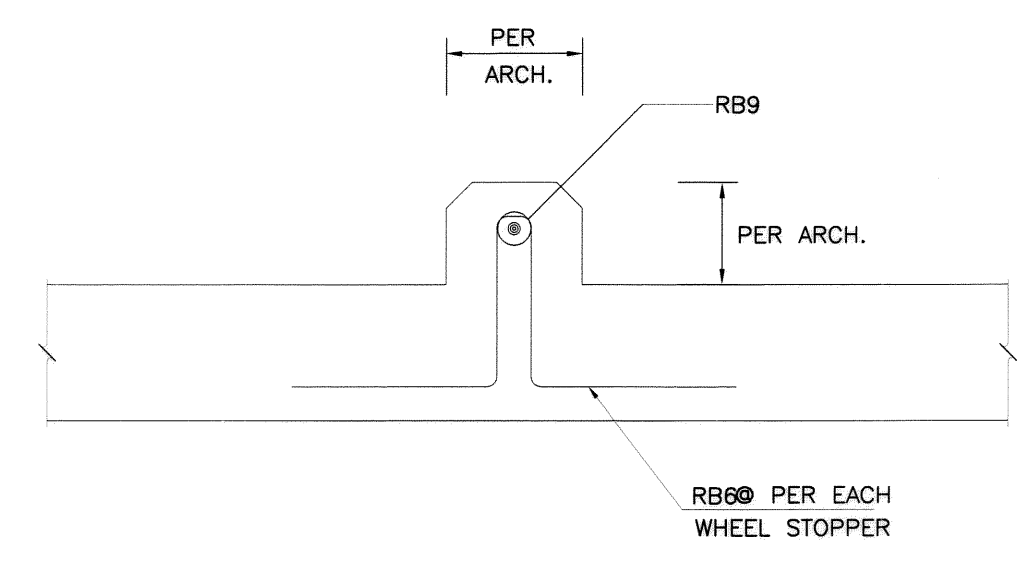 PER
ARCH.
RB9
PER ARCH.
RB6@ PER EACH
WHEEL STOPPER